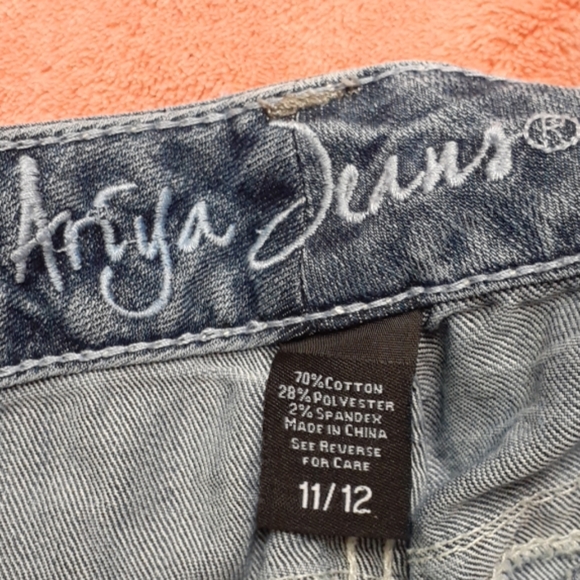 Ariya Jeans®
70%COTTON
28%POLYESTER
2%SPANDEX
MADE IN CHINA
SEE REVERSE
FOR CARE
11/12